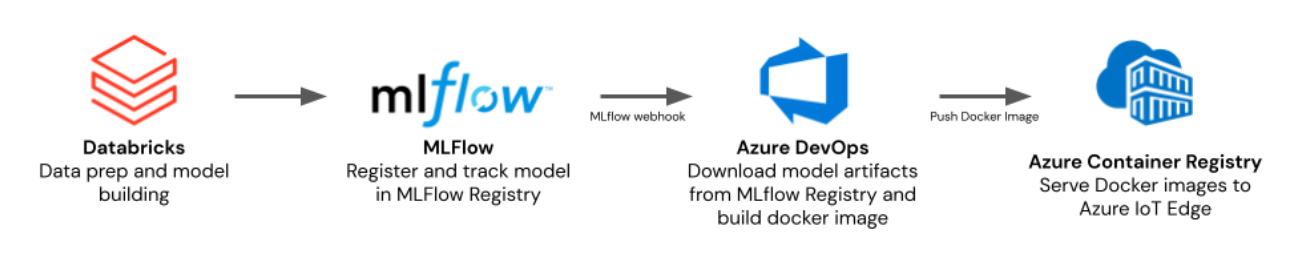 mlflow™
Databricks
Data prep and model
building
MLFlow
Register and track model
in MLFlow Registry
MLflow webhook
Azure DevOps
Download model artifacts
from MLflow Registry and
build docker image
Push Docker Image
Azure Container Registry
Serve Docker images to
Azure IoT Edge